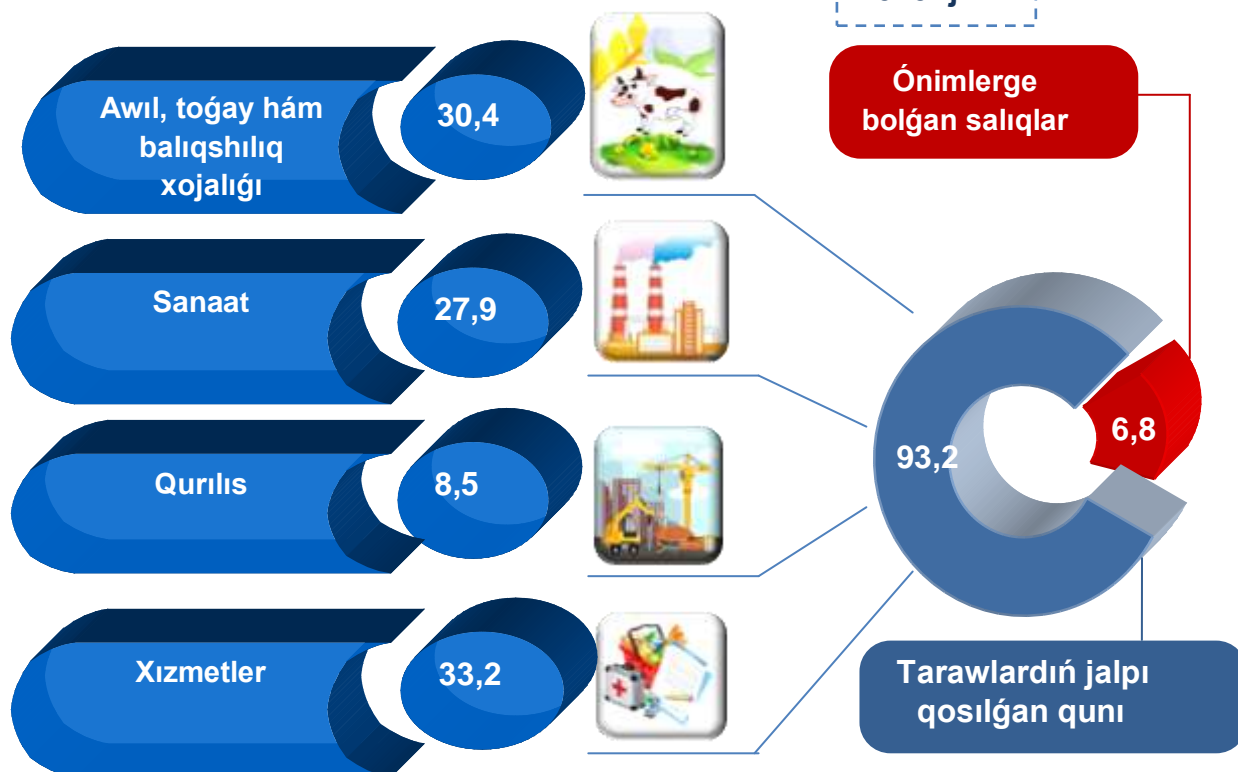 Awıl, toǵay hám
balıqshılıq
xojalıǵı
30,4
Sanaat
27,9
Qurılıs
8,5
Xızmetler
33,2
Ónimlerge
bolǵan salıqlar
6,8
93,2
Tarawlardıń jalpı
qosılǵan qunı